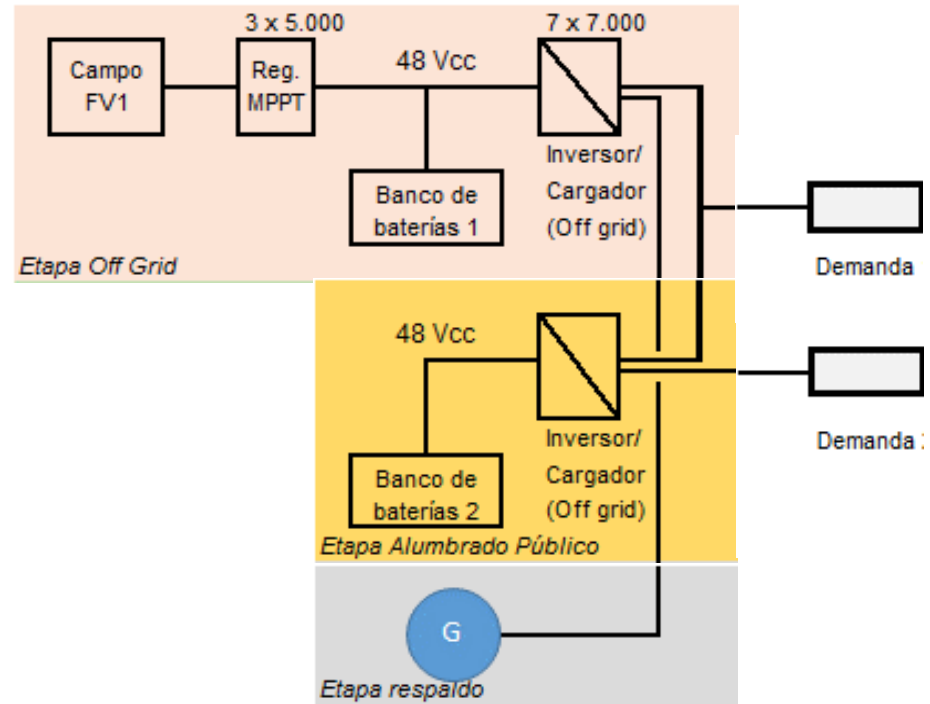 3 x 5.000
7 x 7.000
Campo
FV1
Reg.
MPPT
48 Vcc
Inversor/
Cargador
(Off grid)
Banco de
baterías 1
Etapa Off Grid
Demanda
48 Vcc
Inversor/
Cargador
(Off grid)
Banco de
baterías 2
Etapa Alumbrado Público
Demanda
G
Etapa respaldo